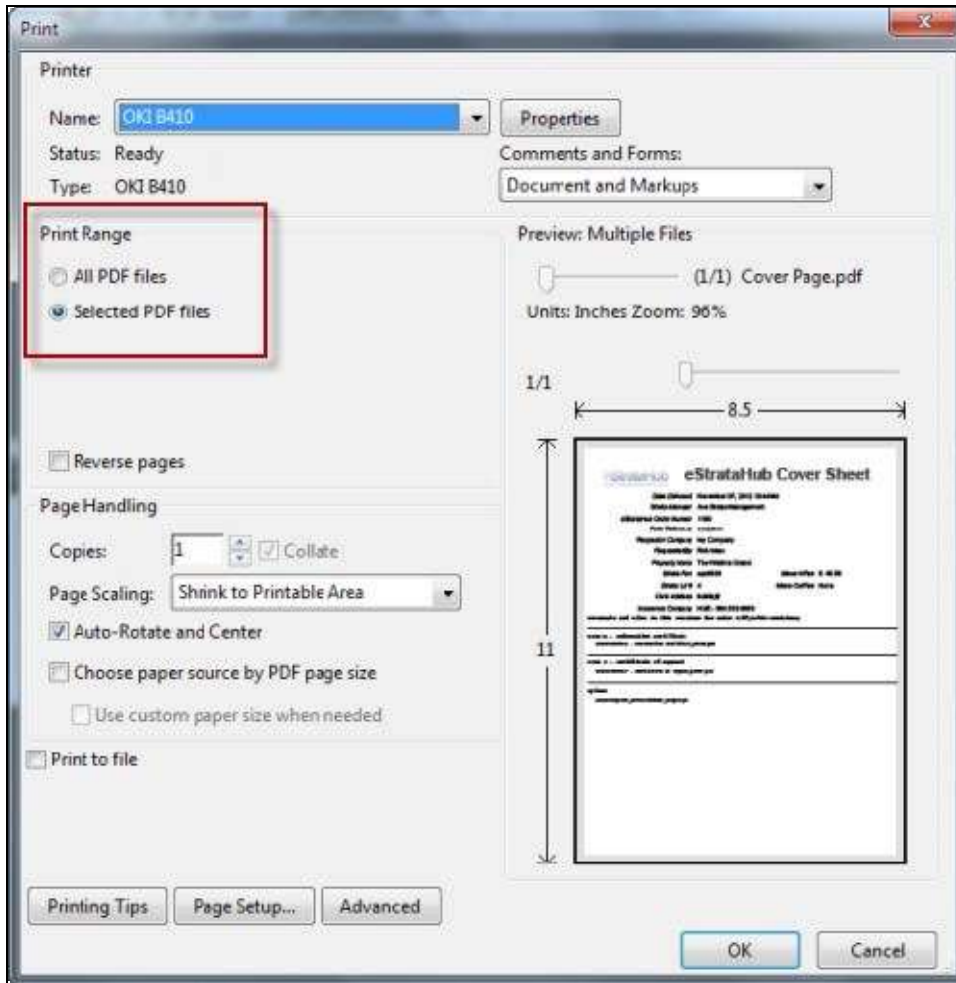 Print
Printer
Name: OKI B410
Properties
Status: Ready
Comments and Forms:
Type: OKI B410
Document and Markups
Print Range
Preview: Multiple Files
All PDF files
(1/1) Cover Page.pdf
Selected PDF files
Units: Inches Zoom: 96%
1/1
8.5
Reverse pages
eStrataHub Cover Sheet
Page Handling
Copies: 1 Collate
Page Scaling: Shrink to Printable Area
Auto-Rotate and Center
11
Choose paper source by PDF page size
Use custom paper size when needed
Print to file
Printing Tips Page Setup... Advanced
OK Cancel